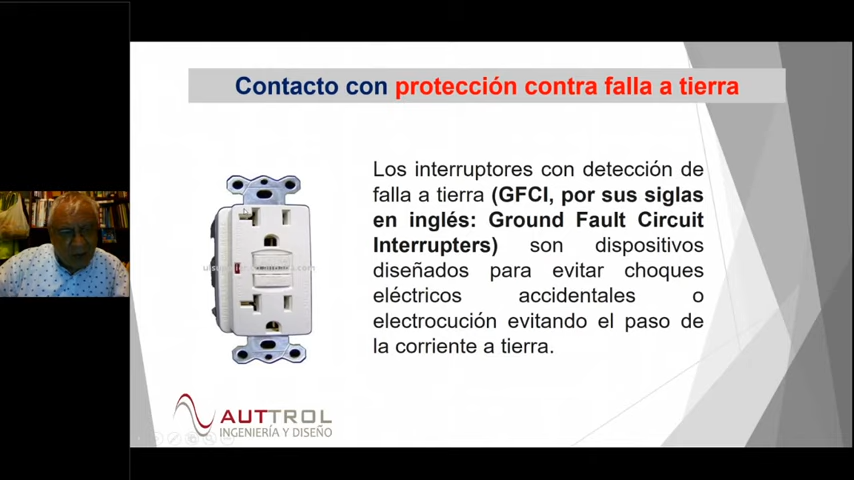 Contacto con protección contra falla a tierra
Los interruptores con detección de
falla a tierra (GFCI, por sus siglas
en inglés: Ground Fault Circuit
Interrupters) son dispositivos
diseñados para evitar choques
eléctricos accidentales o
electrocución evitando el paso de
la corriente a tierra.
AUTTROL
INGENIERÍA Y DISEÑO